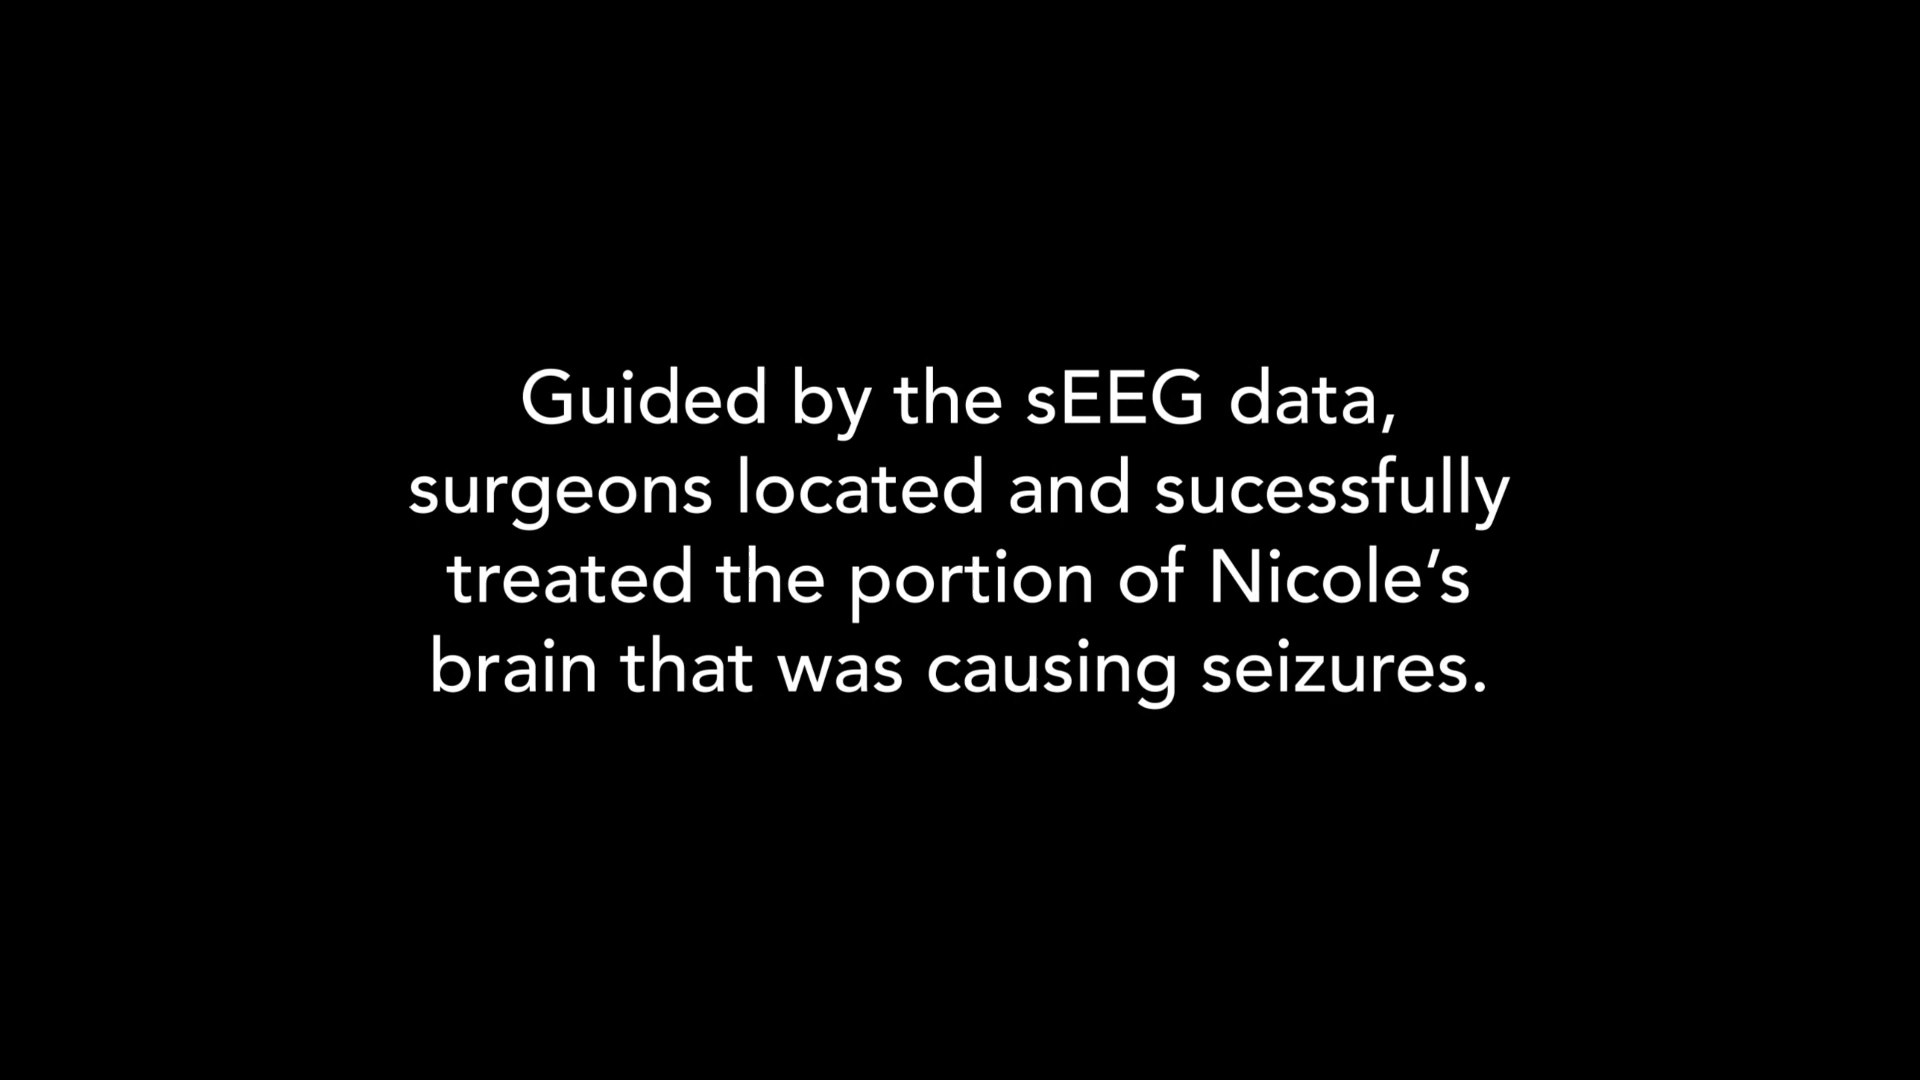 Guided by the sEEG data,
surgeons located and sucessfully
treated the portion of Nicole’s
brain that was causing seizures.